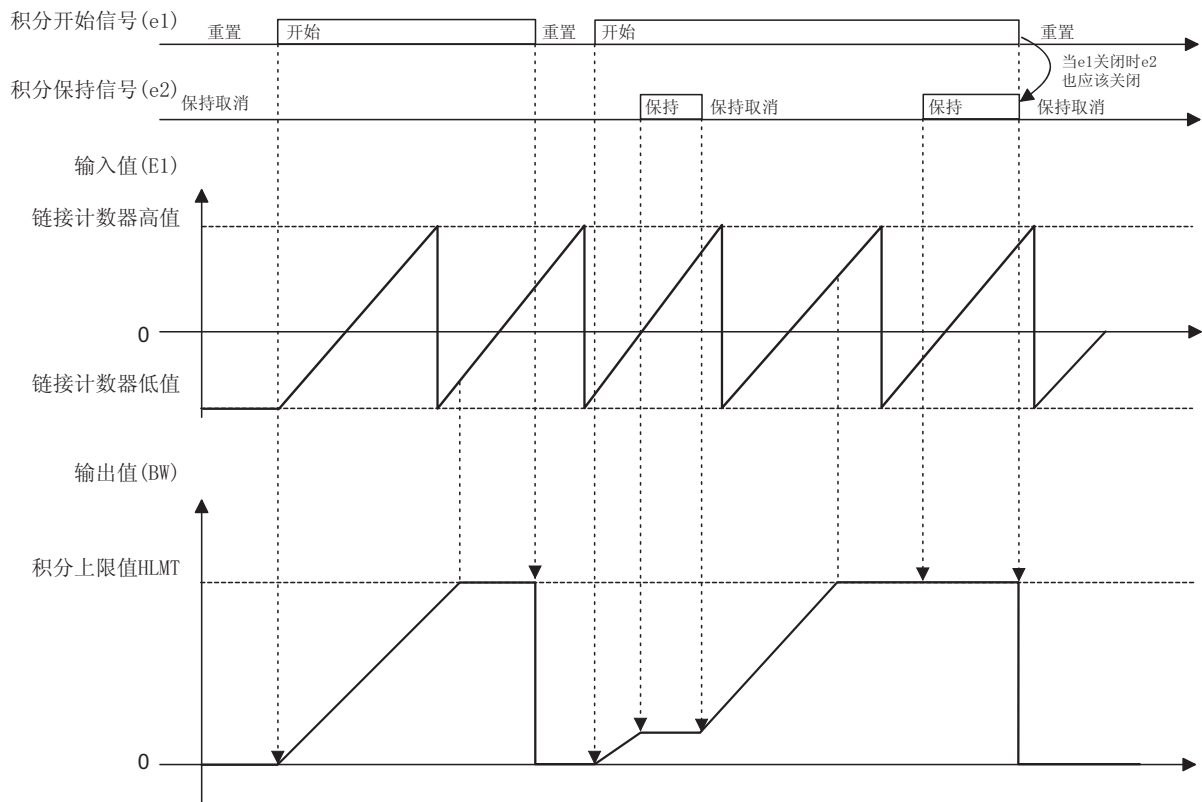 积分开始信号(e1)
重置
开始
重置
开始
重置
当e1关闭时e2
也应该关闭
积分保持信号(e2)
保持取消
保持
保持取消
保持
保持取消
输入值(E1)
链接计数器高值
0
链接计数器低值
输出值(BW)
积分上限值HLMT
0